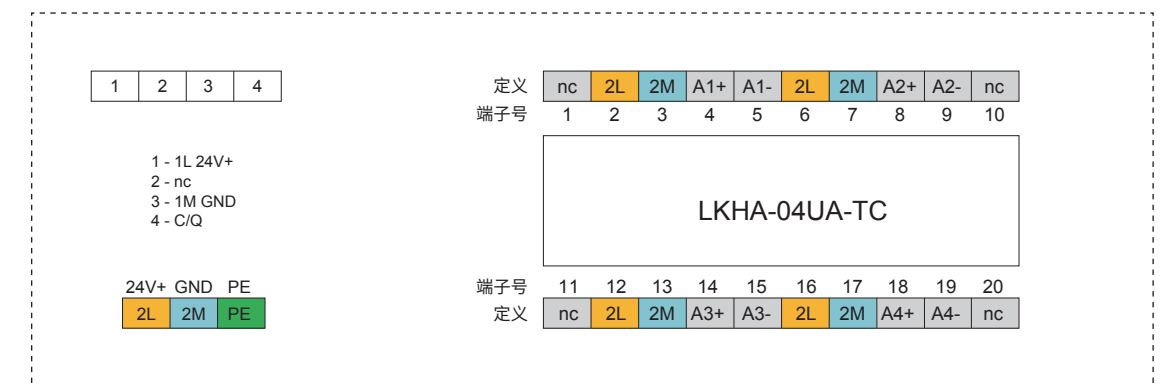 1 2 3 4
1 - 1L 24V+
2 - nc
3 - 1M GND
4 - C/Q
24V+ GND PE
2L 2M PE
定义 nc 2L 2M A1+ A1- 2L 2M A2+ A2- nc
端子号 1 2 3 4 5 6 7 8 9 10
LKHA-04UA-TC
端子号 11 12 13 14 15 16 17 18 19 20
定义 nc 2L 2M A3+ A3- 2L 2M A4+ A4- nc